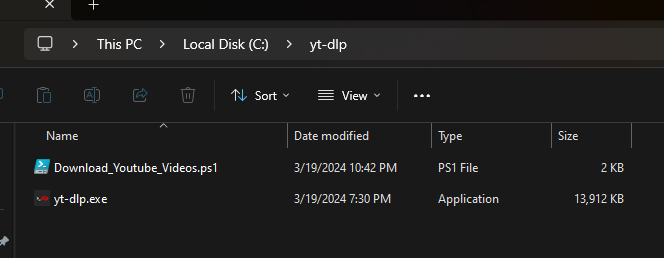 This PC > Local Disk (C:) > yt-dlp
Sort View
Name Date modified Type Size
Download_Youtube_Videos.ps1 3/19/2024 10:42 PM PS1 File 2 KB
yt-dlp.exe 3/19/2024 7:30 PM Application 13,912 KB